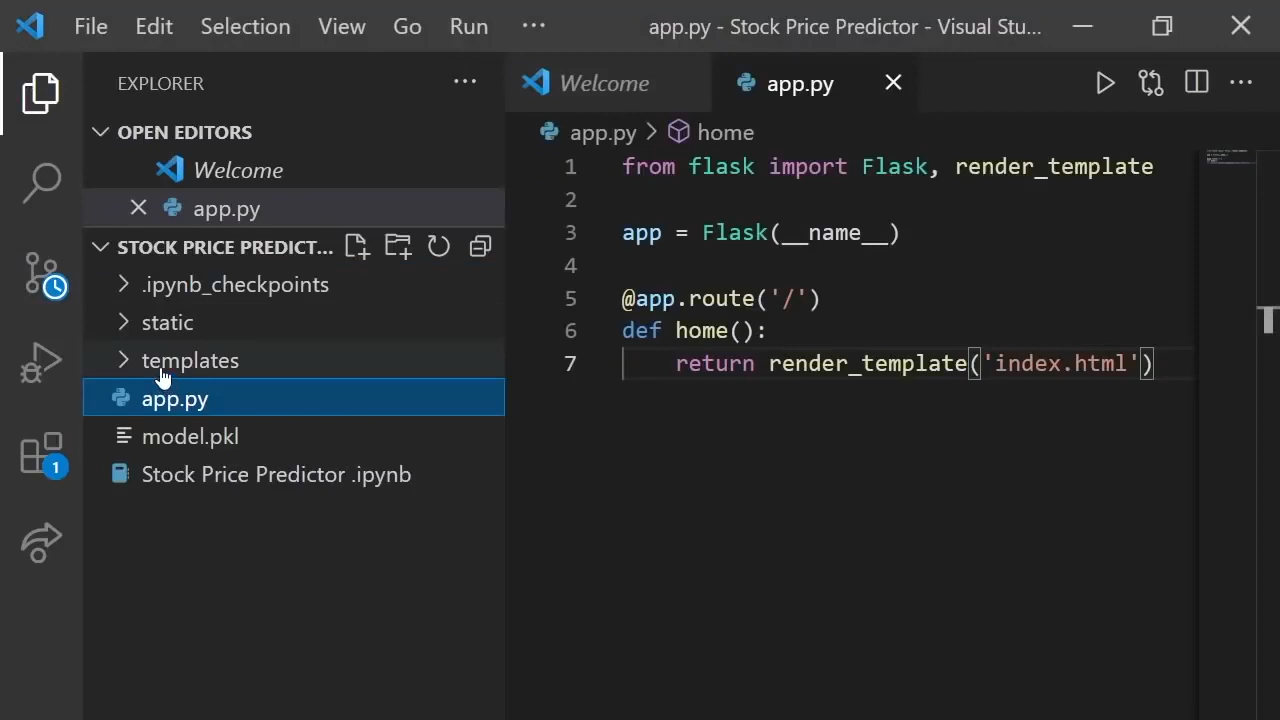 File Edit Selection View Go Run ··· app.py - Stock Price Predictor - Visual Stu...
EXPLORER ···
OPEN EDITORS
Welcome
app.py
STOCK PRICE PREDICT...
.ipynb_checkpoints
static
templates
app.py
model.pkl
Stock Price Predictor .ipynb
1
Welcome app.py
app.py > home
1 from flask import Flask, render_template
2
3 app = Flask(__name__)
4
5 @app.route('/')
6 def home():
7 return render_template('index.html')